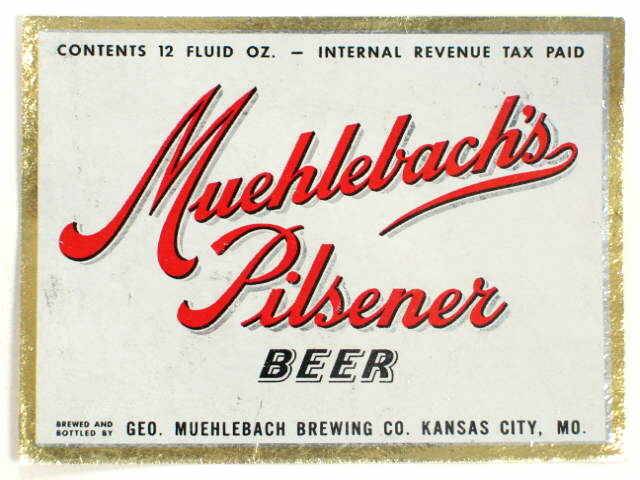 CONTENTS 12 FLUID OZ. — INTERNAL REVENUE TAX PAID
Muehlebach's
Pilsener
BEER
BREWED AND
BOTTLED BY GEO. MUEHLEBACH BREWING CO. KANSAS CITY, MO.